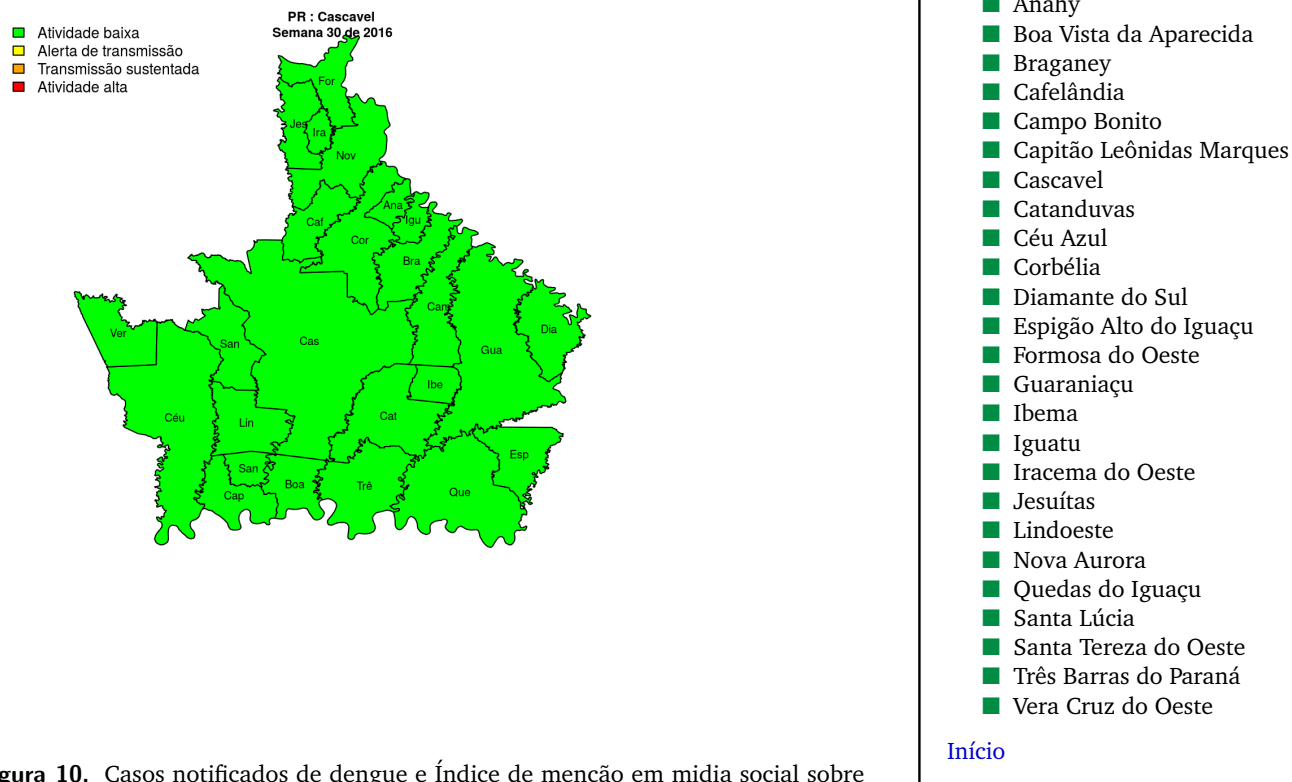 PR : Cascavel
Semana 30 de 2016
Atividade baixa
Alerta de transmissão
Transmissão sustentada
Atividade alta
For
Jes
Ira
Nov
Ana
Igu
Caf
Cor
Bra
Cam
Ver
San
Cas
Gua
Dia
Ibe
Céu
Lin
Cat
San
Cap
Boa
Trê
Que
Esp
gura 10. Casos notificados de dengue e Índice de menção em midia social sobre
Anahy
Boa Vista da Aparecida
Braganey
Cafelândia
Campo Bonito
Capitão Leônidas Marques
Cascavel
Catanduvas
Céu Azul
Corbélia
Diamante do Sul
Espigão Alto do Iguaçu
Formosa do Oeste
Guaraniaçu
Ibema
Iguatu
Iracema do Oeste
Jesuítas
Lindoeste
Nova Aurora
Quedas do Iguaçu
Santa Lúcia
Santa Tereza do Oeste
Três Barras do Paraná
Vera Cruz do Oeste
Início